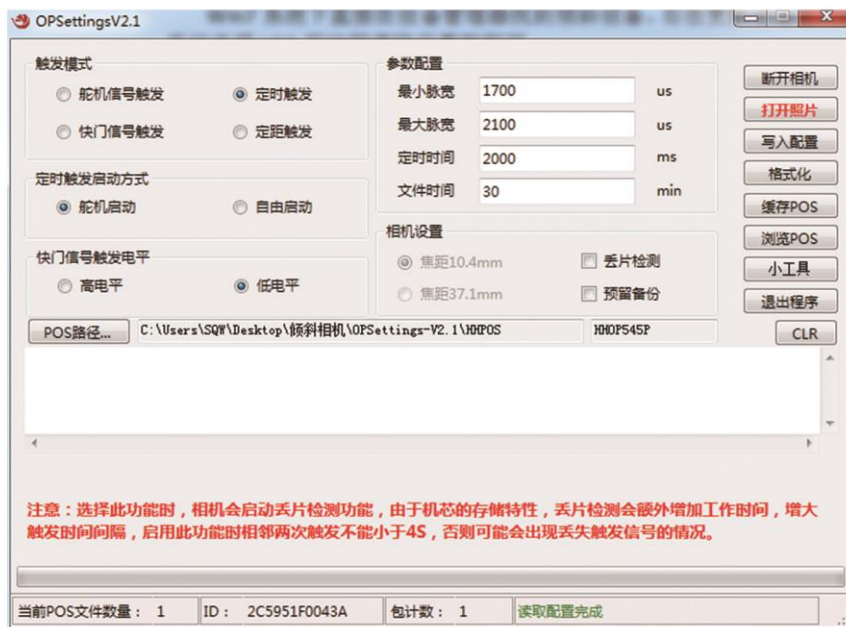 OPSettingsV2.1
触发模式
舵机信号触发
定时触发
快门信号触发
定距触发
定时触发启动方式
舵机启动
自由启动
快门信号触发电平
高电平
低电平
参数配置
最小脉宽 1700 us
最大脉宽 2100 us
定时时间 2000 ms
文件时间 30 min
相机设置
焦距10.4mm
丢片检测
焦距37.1mm
预留备份
断开相机
打开照片
写入配置
格式化
缓存POS
浏览POS
小工具
退出程序
POS路径... C:\Users\SQW\Desktop\倾斜相机\OPSettings-V2.1\HHPOS HHOP545P CLR
注意：选择此功能时，相机会启动丢片检测功能，由于机芯的存储特性，丢片检测会额外增加工作时间，增大
触发时间间隔，启用此功能时相邻两次触发不能小于4S，否则可能会出现丢失触发信号的情况。
当前POS文件数量： 1 ID： 2C5951F0043A 包计数： 1 读取配置完成